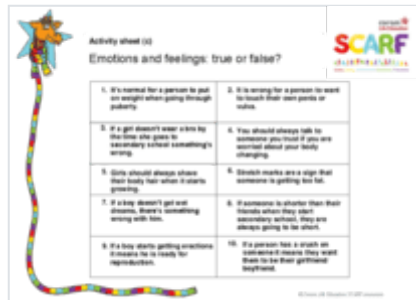 Activity sheet (c)
SCARF
Emotions and feelings: true or false?
1. It's normal for a person to put
on weight when going through
puberty.
2. It is wrong for a person to want
to touch their own penis or
vulva.
3. If a girl doesn't wear a bra by
the time she goes to
secondary school something's
wrong.
4. You should always talk to
someone you trust if you are
worried about your body
changing.
5. Girls should always shave
their body hair when it starts
growing.
6. Stretch marks are a sign that
someone is getting too fat.
7. If a boy doesn't get wet
dreams, there's something
wrong with him.
8. If someone is shorter than their
friends when they start
secondary school, they are
always going to be short.
9. If a boy starts getting erections
it means he is ready for
reproduction.
10. If a person has a crush on
someone it means they want
them to be their girlfriend/
boyfriend.